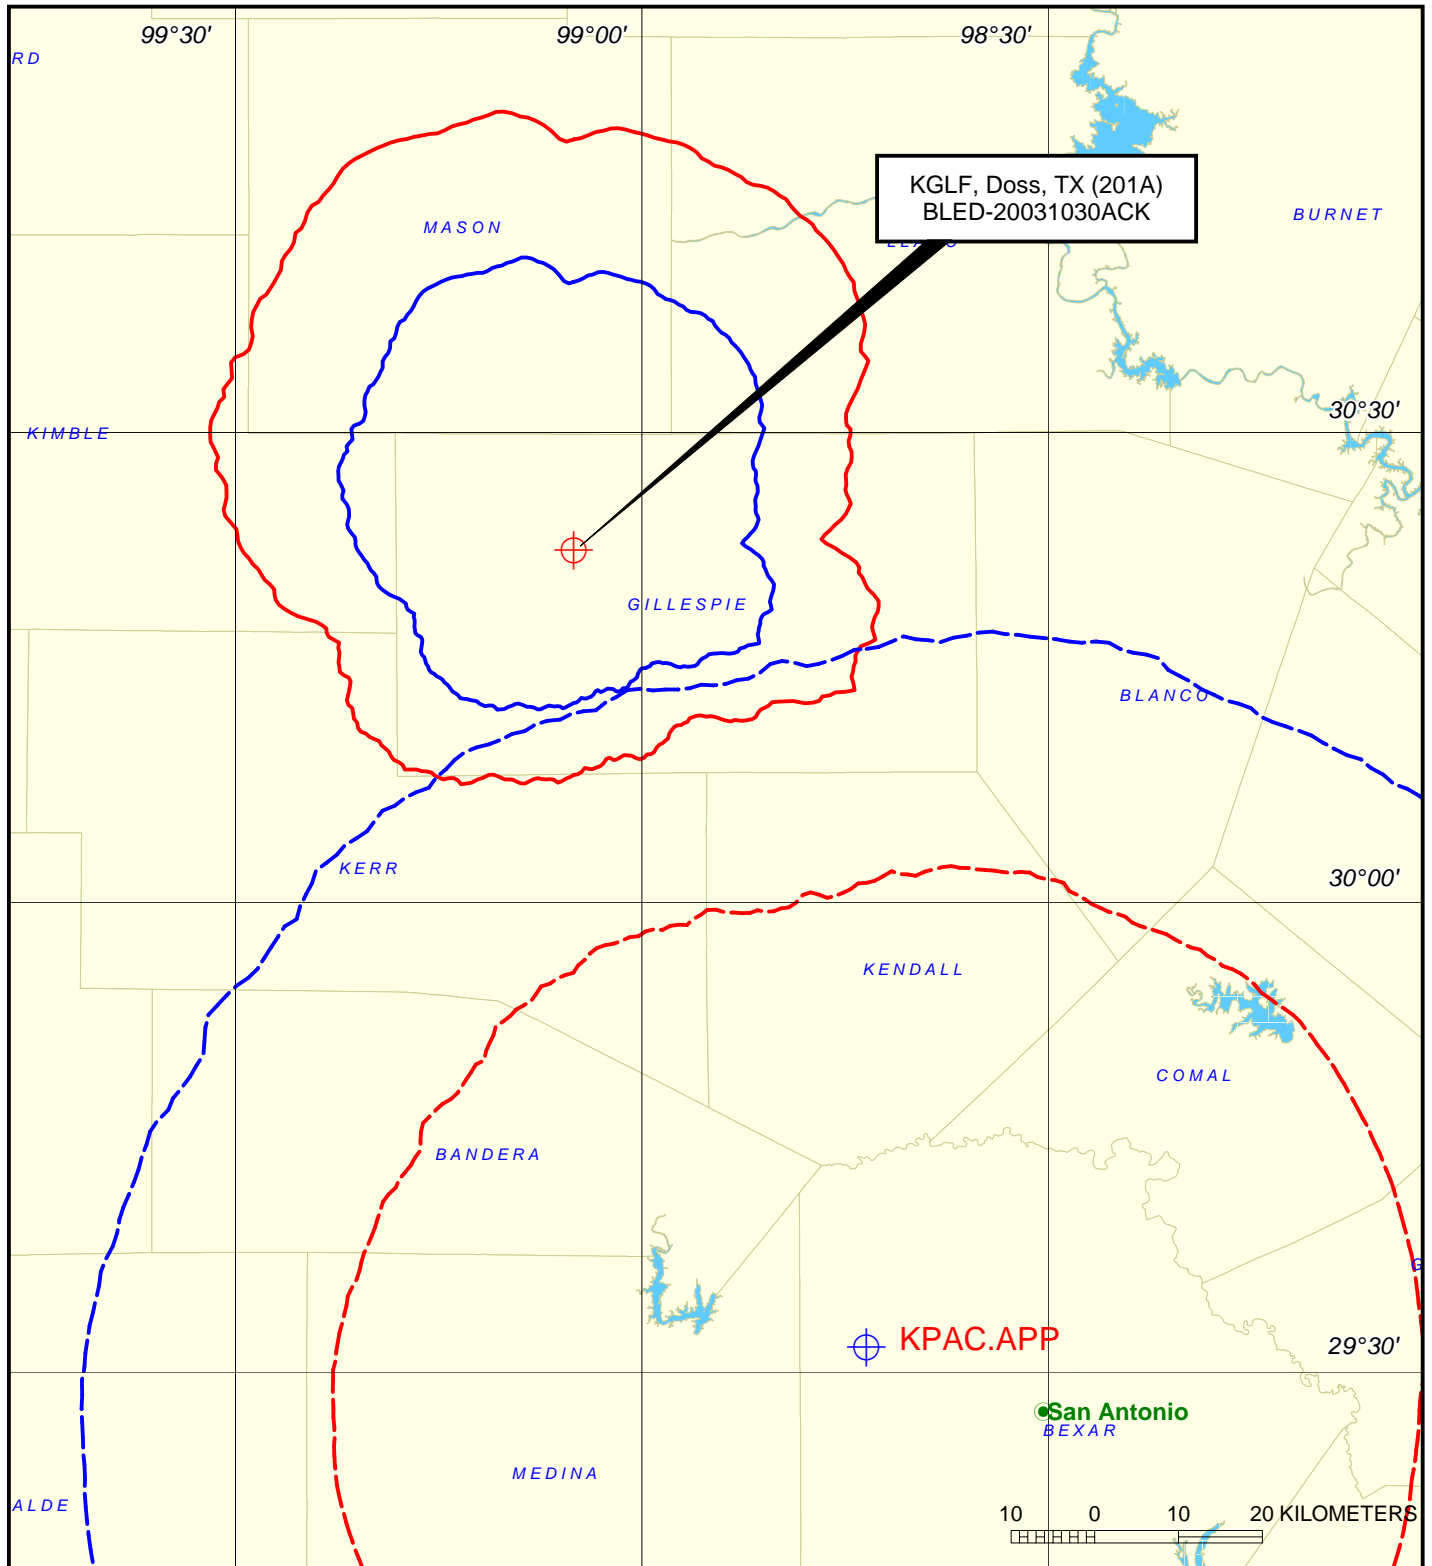 99°30'
99°00'
98°30'
RD
KGLF, Doss, TX (201A)
BLED-20031030ACK
MASON
BURNET
30°30'
KIMBLE
GILLESPIE
BLANCO
KERR
30°00'
KENDALL
COMAL
BANDERA
G
KPAC.APP
29°30'
San Antonio
BEXAR
MEDINA
ALDE
10 0 10 20 KILOMETERS